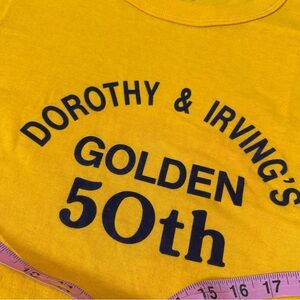 DOROTHY & IRVING'S
GOLDEN
50th
15 16 17